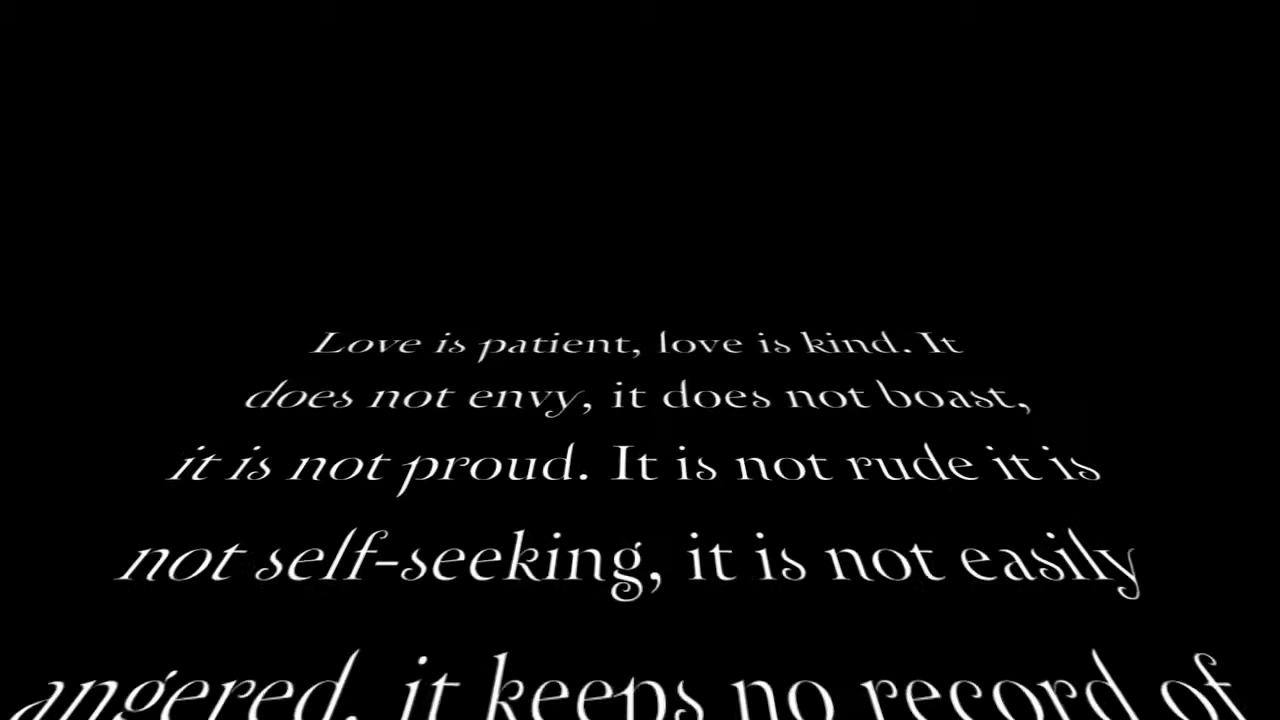 Love is patient, love is kind. It
does not envy, it does not boast,
it is not proud. It is not rude it is
not self-seeking, it is not easily
angered, it keeps no record of